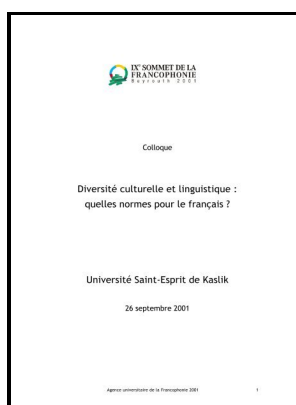 IXᵉ SOMMET DE LA
FRANCOPHONIE
Beyrouth 2001
Colloque
Diversité culturelle et linguistique :
quelles normes pour le français ?
Université Saint-Esprit de Kaslik
26 septembre 2001
Agence universitaire de la Francophonie 2001 1